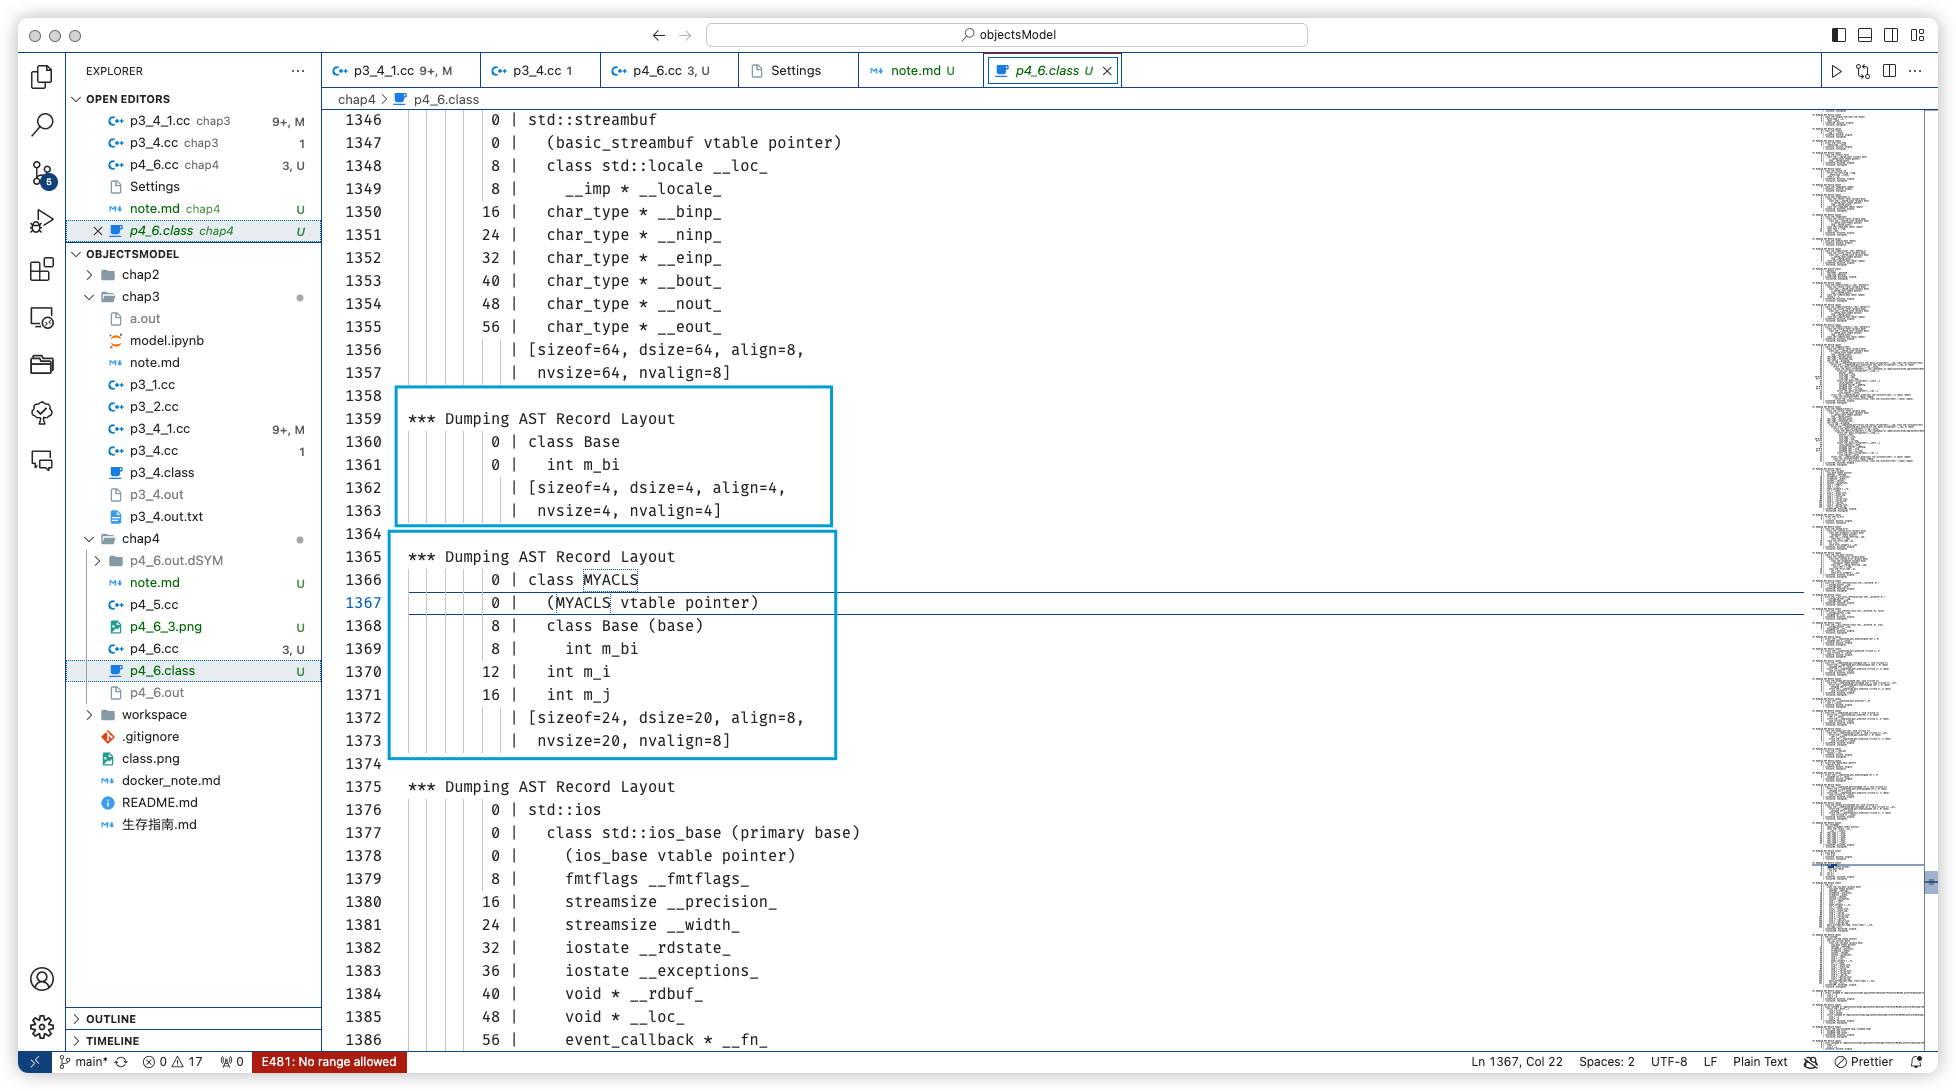 objectsModel
EXPLORER
OPEN EDITORS
p3_4_1.cc chap3 9+, M
p3_4.cc chap3 1
p4_6.cc chap4 3, U
Settings
note.md chap4 U
p4_6.class chap4 U
OBJECTSMODEL
chap2
chap3
a.out
model.ipynb
note.md
p3_1.cc
p3_2.cc
p3_4_1.cc 9+, M
p3_4.cc 1
p3_4.class
p3_4.out
p3_4.out.txt
chap4
p4_6.out.dSYM
note.md U
p4_5.cc
p4_6_3.png U
p4_6.cc 3, U
p4_6.class U
p4_6.out
workspace
.gitignore
class.png
docker_note.md
README.md
生存指南.md
OUTLINE
TIMELINE
5
p3_4_1.cc 9+, M p3_4.cc 1 p4_6.cc 3, U Settings note.md U p4_6.class U
chap4 > p4_6.class
1346 0 | std::streambuf
1347 0 | (basic_streambuf vtable pointer)
1348 8 | class std::locale __loc_
1349 8 | __imp * __locale_
1350 16 | char_type * __binp_
1351 24 | char_type * __ninp_
1352 32 | char_type * __einp_
1353 40 | char_type * __bout_
1354 48 | char_type * __nout_
1355 56 | char_type * __eout_
1356 | [sizeof=64, dsize=64, align=8,
1357 | nvsize=64, nvalign=8]
1358
1359 *** Dumping AST Record Layout
1360 0 | class Base
1361 0 | int m_bi
1362 | [sizeof=4, dsize=4, align=4,
1363 | nvsize=4, nvalign=4]
1364
1365 *** Dumping AST Record Layout
1366 0 | class MYACLS
1367 0 | (MYACLS vtable pointer)
1368 8 | class Base (base)
1369 8 | int m_bi
1370 12 | int m_i
1371 16 | int m_j
1372 | [sizeof=24, dsize=20, align=8,
1373 | nvsize=20, nvalign=8]
1374
1375 *** Dumping AST Record Layout
1376 0 | std::ios
1377 0 | class std::ios_base (primary base)
1378 0 | (ios_base vtable pointer)
1379 8 | fmtflags __fmtflags_
1380 16 | streamsize __precision_
1381 24 | streamsize __width_
1382 32 | iostate __rdstate_
1383 36 | iostate __exceptions_
1384 40 | void * __rdbuf_
1385 48 | void * __loc_
1386 56 | event_callback * __fn_
main* 0 17 0 E481: No range allowed Ln 1367, Col 22 Spaces: 2 UTF-8 LF Plain Text Prettier